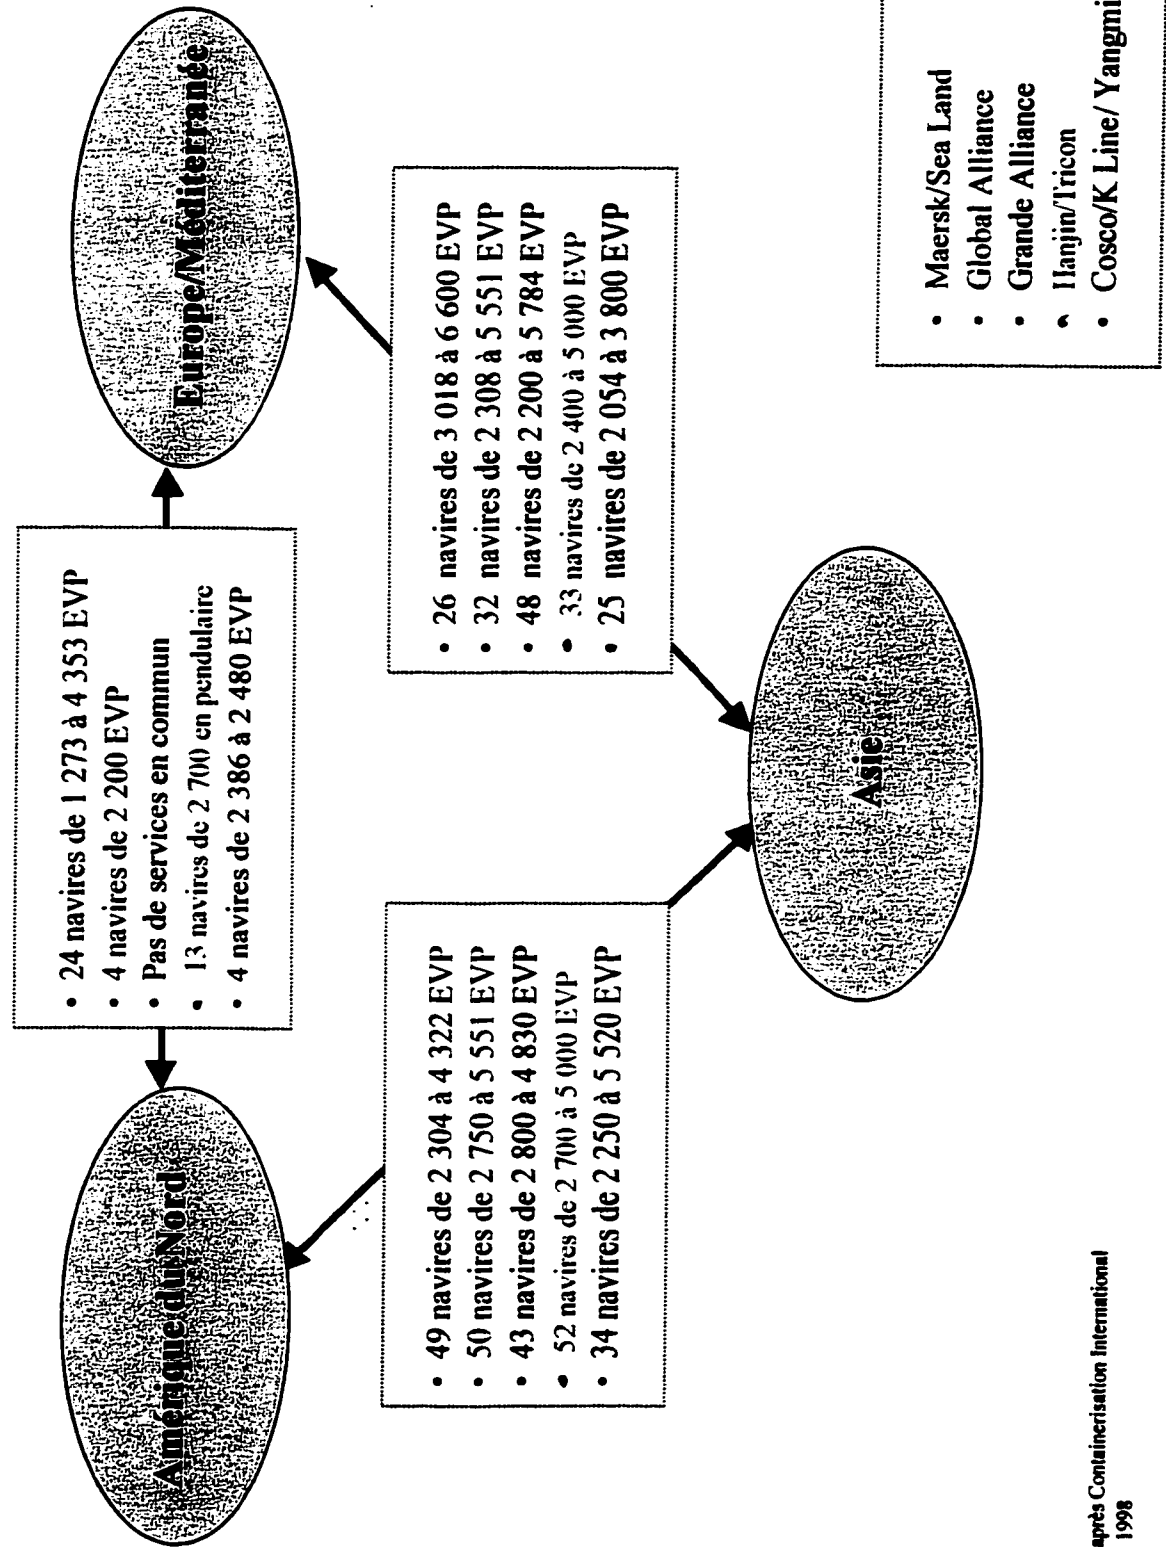 Amérique du Nord
Europe/Méditerranée
• 24 navires de 1 273 à 4 353 EVP
• 4 navires de 2 200 EVP
• Pas de services en commun
• 13 navires de 2 700 en pendulaire
• 4 navires de 2 386 à 2 480 EVP
• 49 navires de 2 304 à 4 322 EVP
• 50 navires de 2 750 à 5 551 EVP
• 43 navires de 2 800 à 4 830 EVP
• 52 navires de 2 700 à 5 000 EVP
• 34 navires de 2 250 à 5 520 EVP
• 26 navires de 3 018 à 6 600 EVP
• 32 navires de 2 308 à 5 551 EVP
• 48 navires de 2 200 à 5 784 EVP
• 33 navires de 2 400 à 5 000 EVP
• 25 navires de 2 054 à 3 800 EVP
Asie
• Maersk/Sea Land
• Global Alliance
• Grande Alliance
• Hanjin/Tricon
• Cosco/K Line/ Yangmi
après Containerisation International
1998